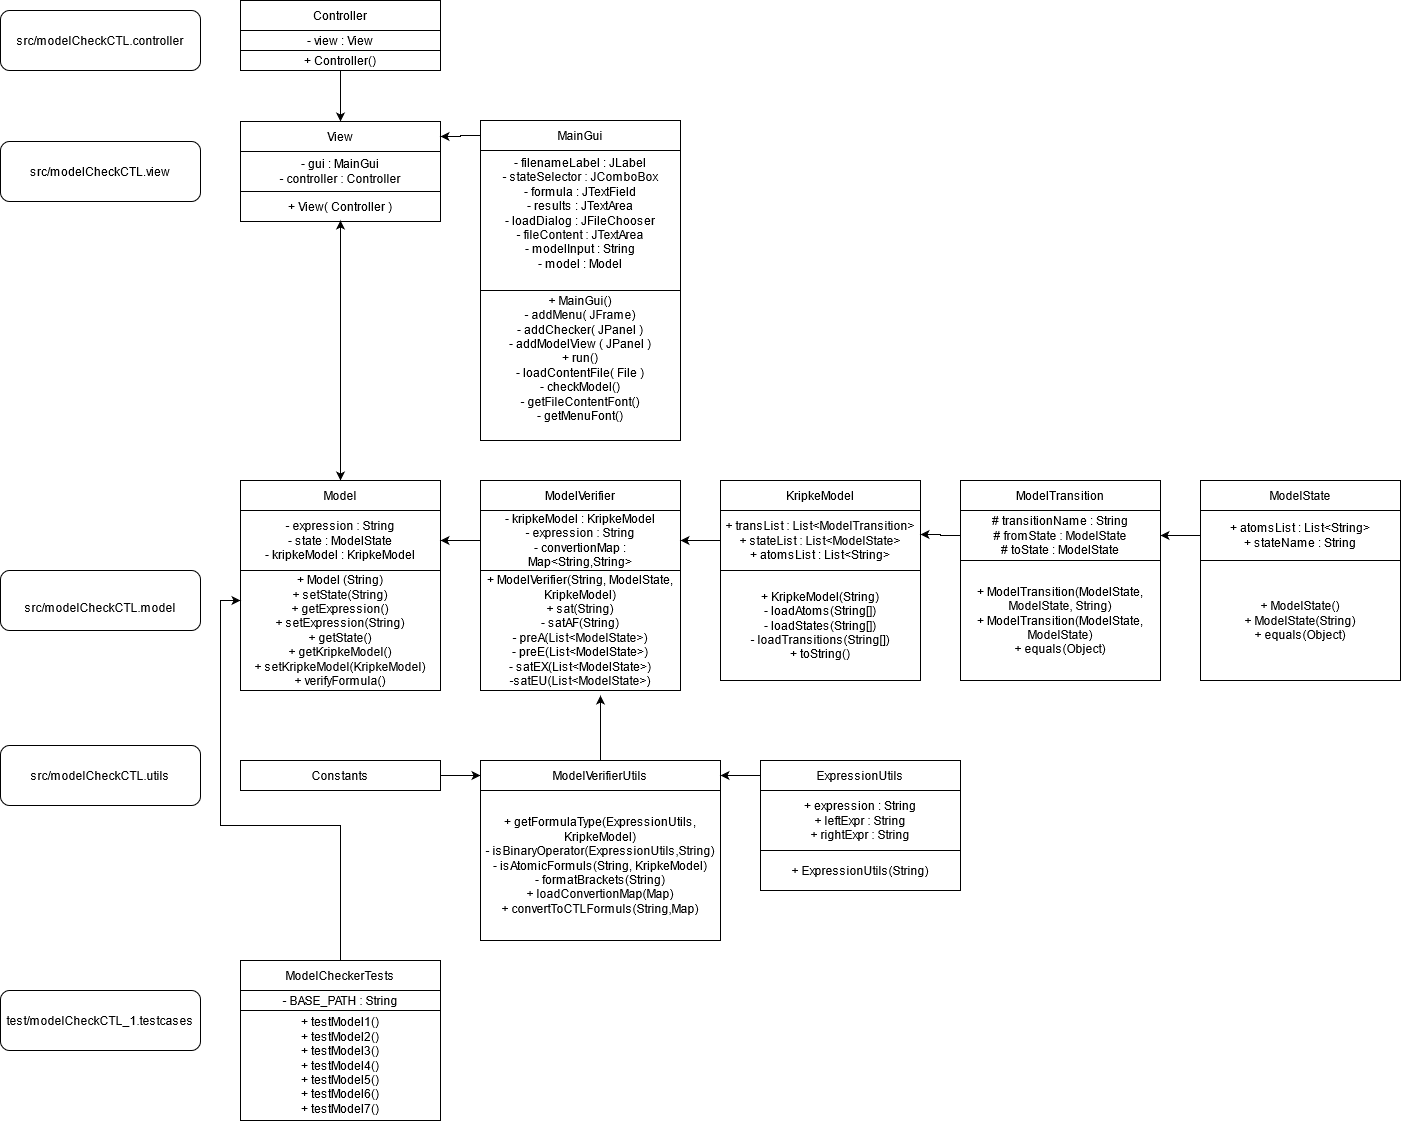 src/modelCheckCTL.controller
Controller
- view : View
+ Controller()
src/modelCheckCTL.view
View
- gui : MainGui
- controller : Controller
+ View( Controller )
MainGui
- filenameLabel : JLabel
- stateSelector : JComboBox
- formula : JTextField
- results : JTextArea
- loadDialog : JFileChooser
- fileContent : JTextArea
- modelInput : String
- model : Model
+ MainGui()
- addMenu( JFrame)
- addChecker( JPanel )
- addModelView ( JPanel )
+ run()
- loadContentFile( File )
- checkModel()
- getFileContentFont()
- getMenuFont()
src/modelCheckCTL.model
Model
- expression : String
- state : ModelState
- kripkeModel : KripkeModel
+ Model (String)
+ setState(String)
+ getExpression()
+ setExpression(String)
+ getState()
+ getKripkeModel()
+ setKripkeModel(KripkeModel)
+ verifyFormula()
ModelVerifier
- kripkeModel : KripkeModel
- expression : String
- convertionMap :
Map<String,String>
+ ModelVerifier(String, ModelState,
KripkeModel)
+ sat(String)
- satAF(String)
- preA(List<ModelState>)
- preE(List<ModelState>)
- satEX(List<ModelState>)
-satEU(List<ModelState>)
KripkeModel
+ transList : List<ModelTransition>
+ stateList : List<ModelState>
+ atomsList : List<String>
+ KripkeModel(String)
- loadAtoms(String[])
- loadStates(String[])
- loadTransitions(String[])
+ toString()
ModelTransition
# transitionName : String
# fromState : ModelState
# toState : ModelState
+ ModelTransition(ModelState,
ModelState, String)
+ ModelTransition(ModelState,
ModelState)
+ equals(Object)
ModelState
+ atomsList : List<String>
+ stateName : String
+ ModelState()
+ ModelState(String)
+ equals(Object)
src/modelCheckCTL.utils
Constants
ModelVerifierUtils
+ getFormulaType(ExpressionUtils,
KripkeModel)
- isBinaryOperator(ExpressionUtils,String)
- isAtomicFormuls(String, KripkeModel)
- formatBrackets(String)
+ loadConvertionMap(Map)
+ convertToCTLFormuls(String,Map)
ExpressionUtils
+ expression : String
+ leftExpr : String
+ rightExpr : String
+ ExpressionUtils(String)
test/modelCheckCTL_1.testcases
ModelCheckerTests
- BASE_PATH : String
+ testModel1()
+ testModel2()
+ testModel3()
+ testModel4()
+ testModel5()
+ testModel6()
+ testModel7()